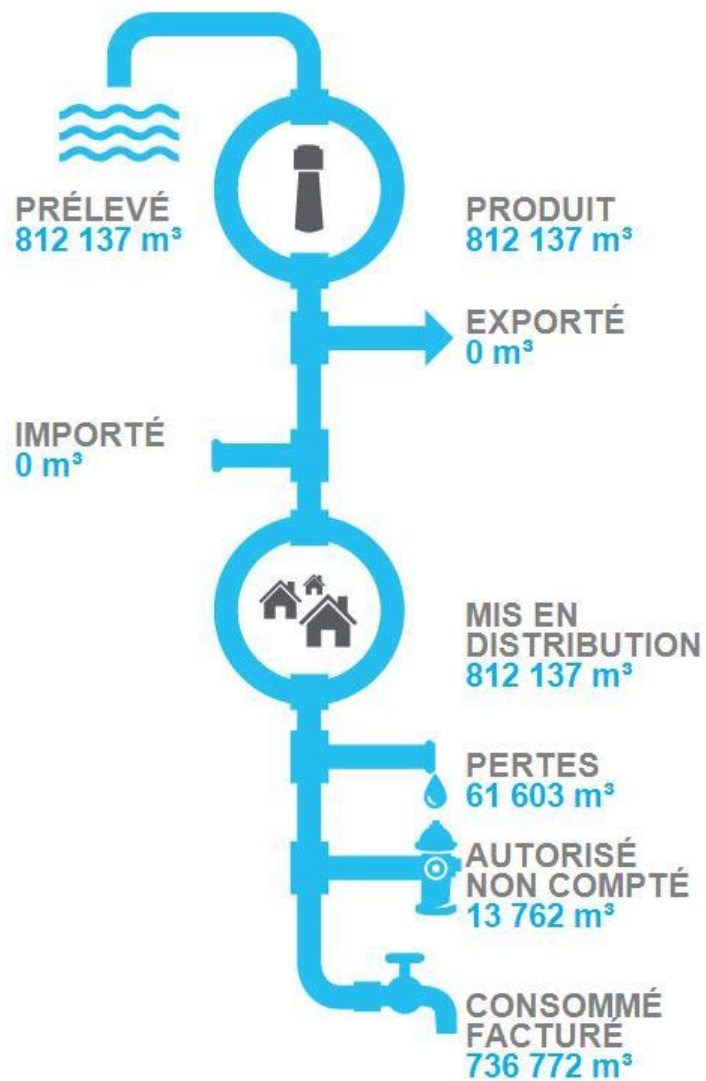 PRÉLEVÉ
812 137 m³
PRODUIT
812 137 m³
EXPORTÉ
0 m³
IMPORTÉ
0 m³
MIS EN
DISTRIBUTION
812 137 m³
PERTES
61 603 m³
AUTORISÉ
NON COMPTÉ
13 762 m³
CONSOMMÉ
FACTURÉ
736 772 m³